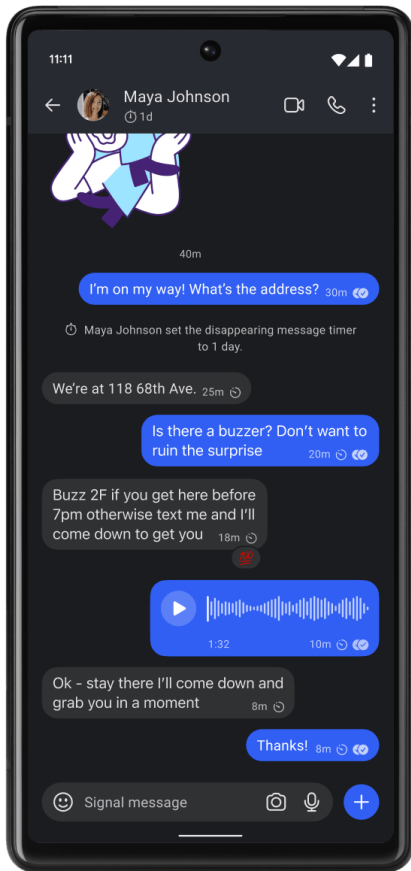 11:11
Maya Johnson
1d
40m
I'm on my way! What's the address? 30m
Maya Johnson set the disappearing message timer
to 1 day.
We're at 118 68th Ave. 25m
Is there a buzzer? Don't want to
ruin the surprise 20m
Buzz 2F if you get here before
7pm otherwise text me and I'll
come down to get you 18m
💯
1:32 10m
Ok - stay there I'll come down and
grab you in a moment 8m
Thanks! 8m
Signal message